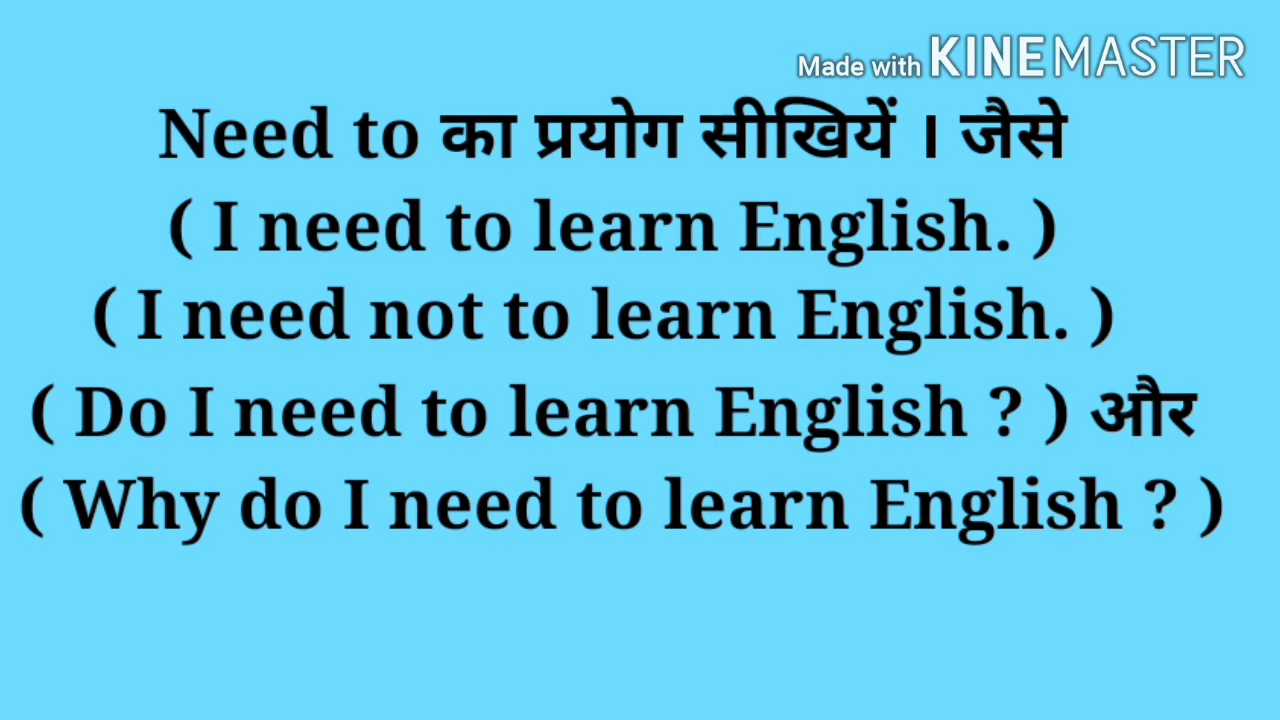 Made with KINEMASTER
Need to का प्रयोग सीखियें । जैसे
( I need to learn English. )
( I need not to learn English. )
( Do I need to learn English ? ) और
( Why do I need to learn English ? )